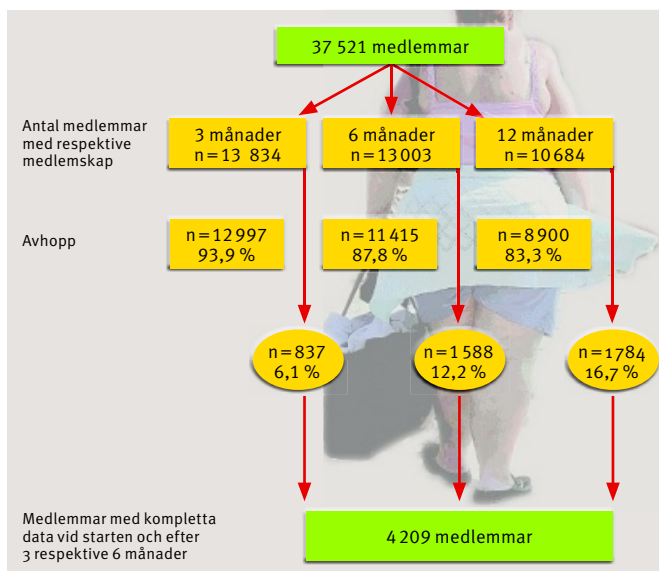 37 521 medlemmar
Antal medlemmar
med respektive
medlemskap
3 månader
n=13 834
6 månader
n=13 003
12 månader
n=10 684
Avhopp
n=12 997
93,9 %
n=11 415
87,8 %
n=8 900
83,3 %
n=837
6,1 %
n=1 588
12,2 %
n=1784
16,7 %
Medlemmar med kompletta
data vid starten och efter
3 respektive 6 månader
4 209 medlemmar